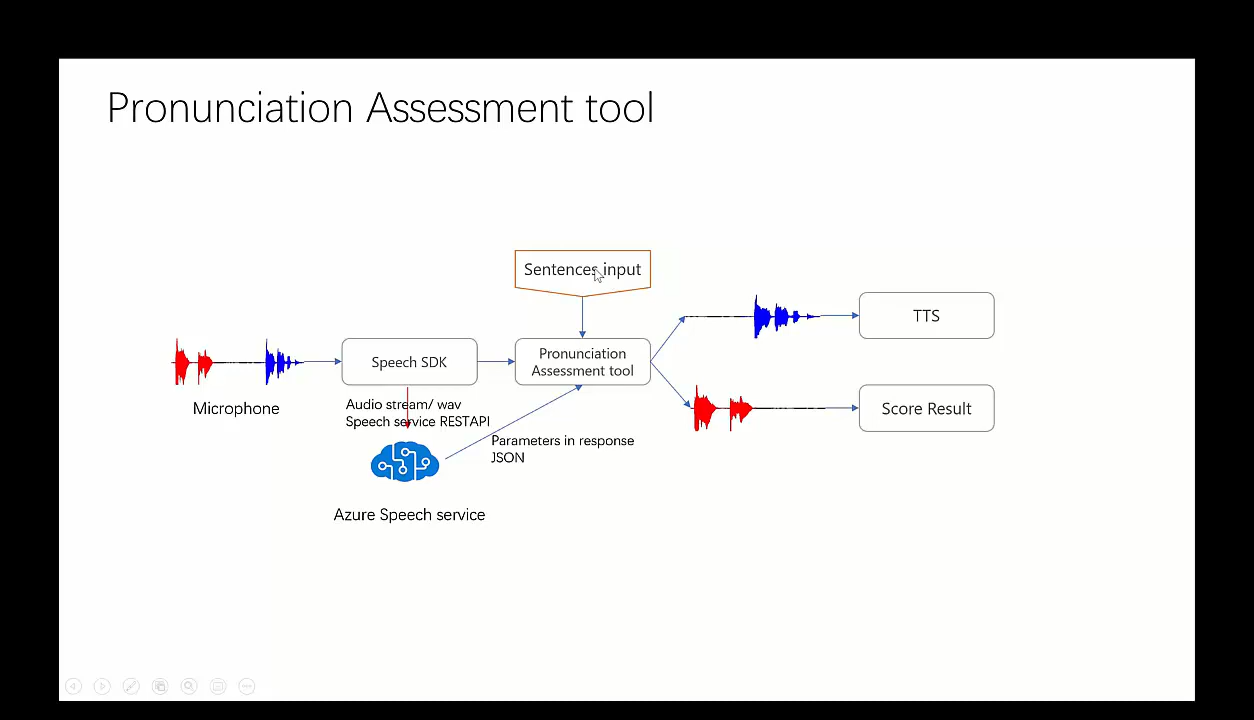 Pronunciation Assessment tool
Sentences input
TTS
Pronunciation
Assessment tool
Speech SDK
Microphone
Audio stream/ wav
Speech service RESTAPI
Score Result
Parameters in response
JSON
Azure Speech service